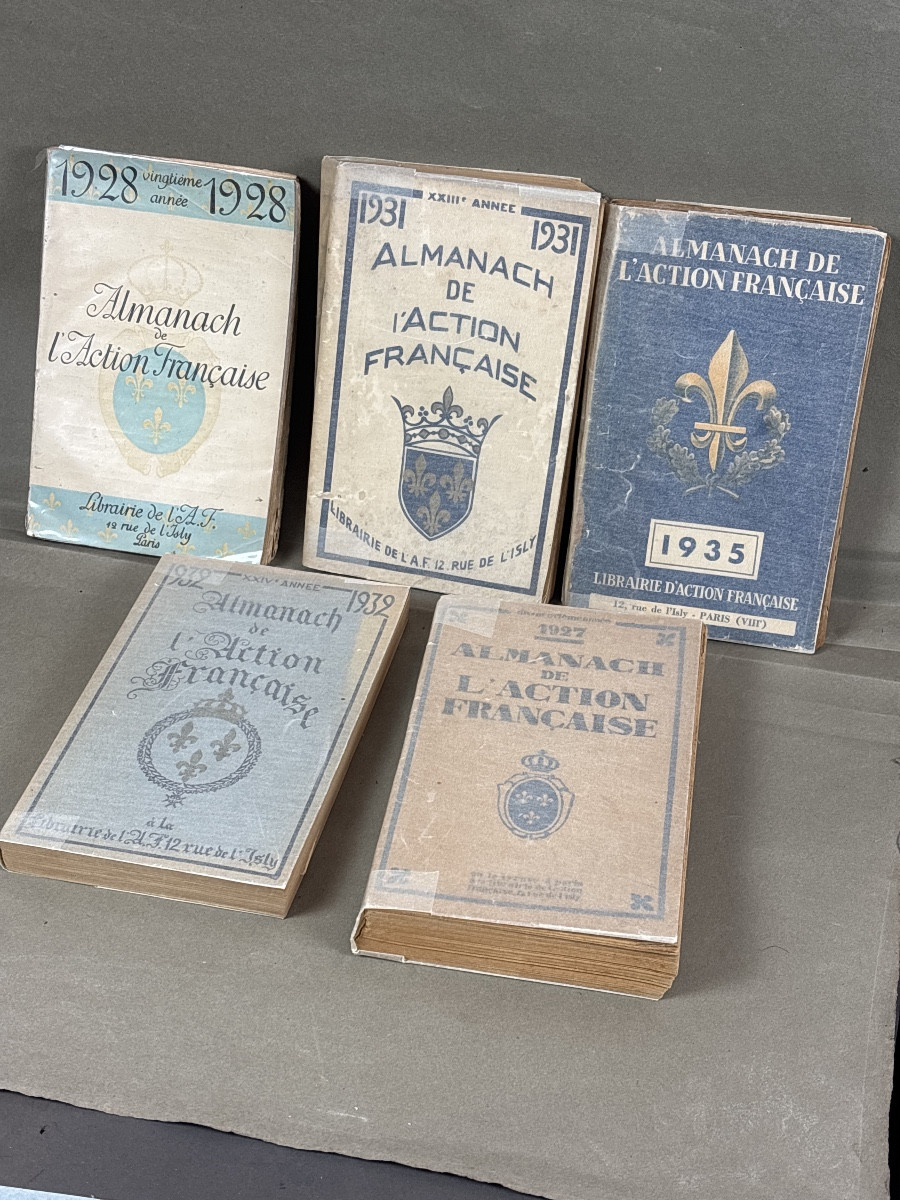 1928 vingtième 1928
année
Almanach
de
l'Action Française
Librairie de l'A.F.
12 rue de l'Isly
Paris
XXIIIe ANNÉE
1931 1931
ALMANACH
DE
l'ACTION
FRANÇAISE
LIBRAIRIE DE L'A.F. 12. RUE DE L'ISLY
ALMANACH DE
L'ACTION FRANÇAISE
1935
LIBRAIRIE D'ACTION FRANÇAISE
12, rue de l'Isly - PARIS (VIIIe)
1932 XXIVe ANNÉE 1932
Almanach
de
l'Action
Française
à la
Librairie de l'A.F. 12 rue de l'Isly
1927
ALMANACH
DE
L'ACTION
FRANÇAISE